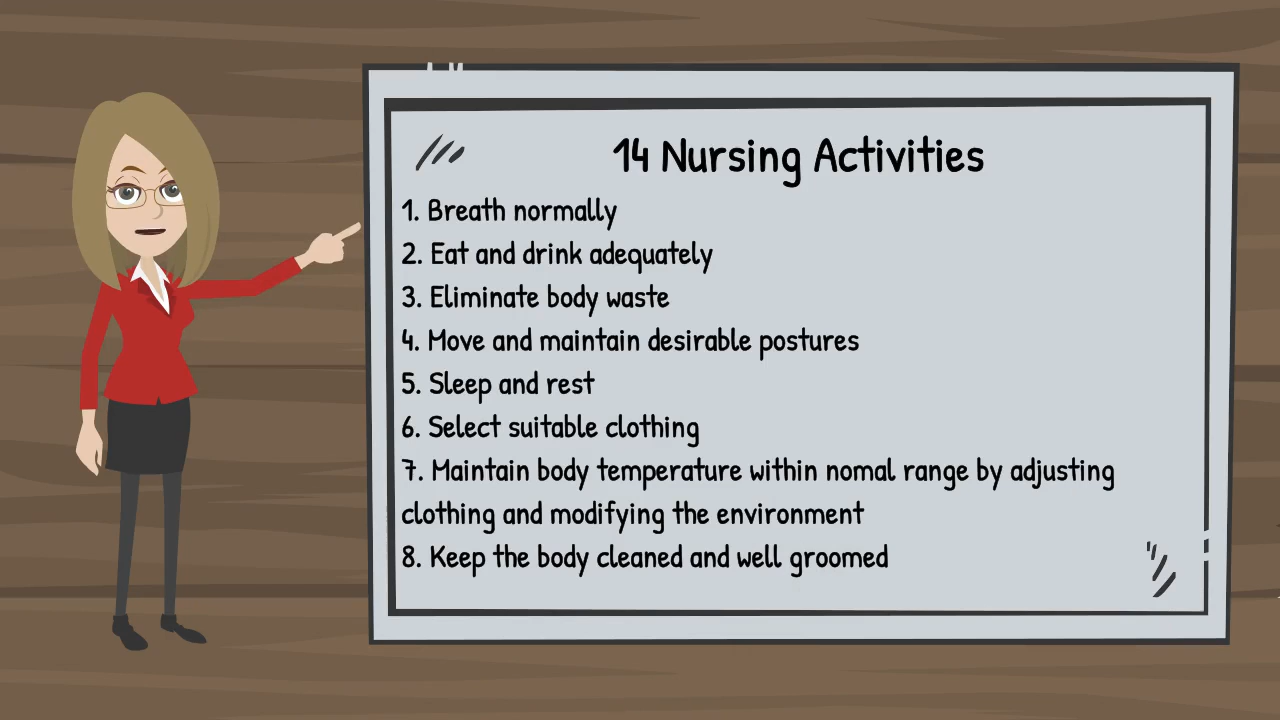 14 Nursing Activities
1. Breath normally
2. Eat and drink adequately
3. Eliminate body waste
4. Move and maintain desirable postures
5. Sleep and rest
6. Select suitable clothing
7. Maintain body temperature within nomal range by adjusting
clothing and modifying the environment
8. Keep the body cleaned and well groomed